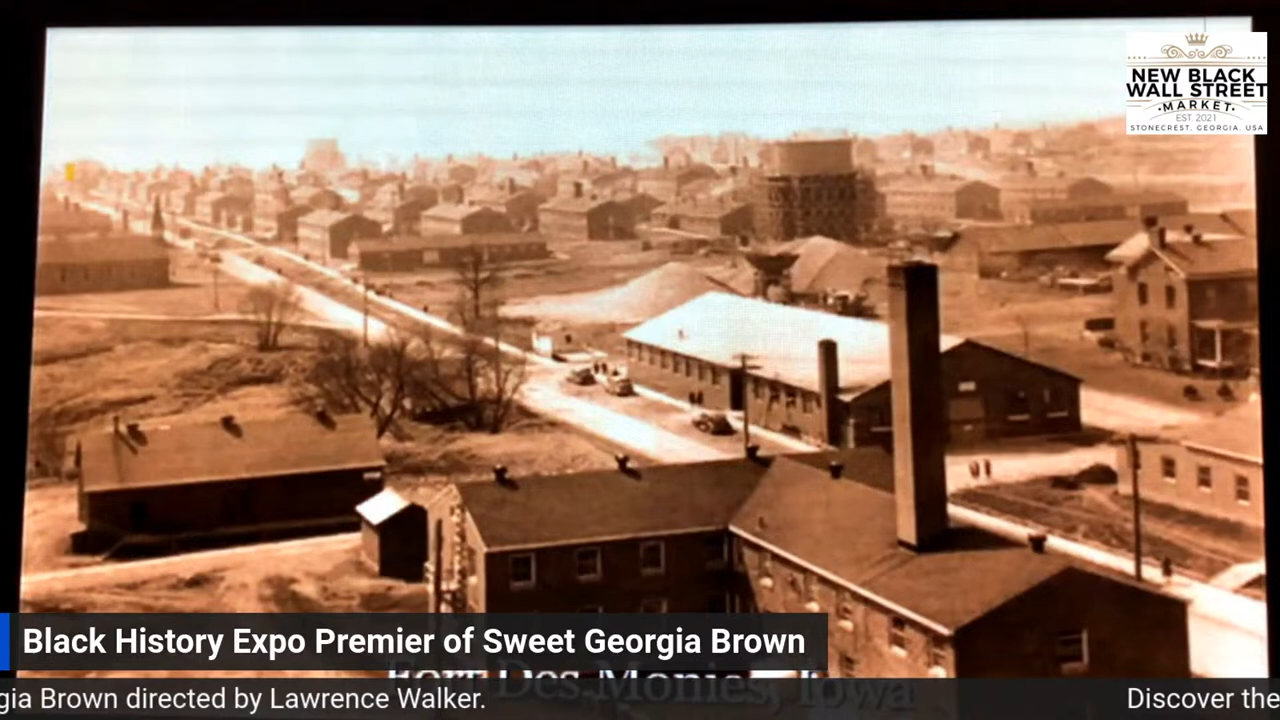 NEW BLACK
WALL STREET
MARKET
EST. 2021
STONECREST, GEORGIA, USA
Black History Expo Premier of Sweet Georgia Brown
Fort Des Monies, Iowa
gia Brown directed by Lawrence Walker.
Discover the